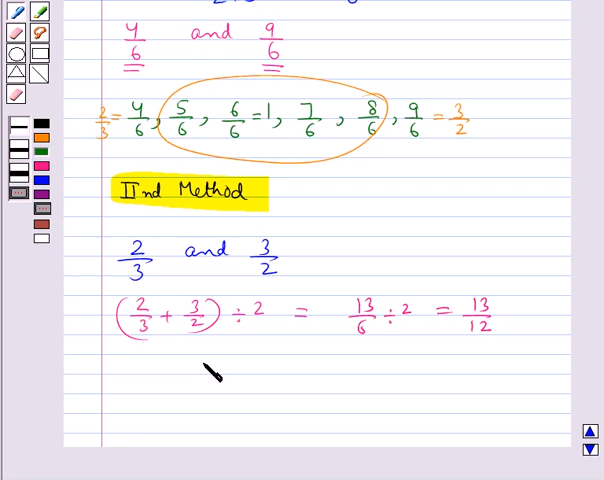 4/6 and 9/6
2/3 = 4/6, 5/6, 6/6 = 1, 7/6, 8/6, 9/6 = 3/2
IInd Method
2/3 and 3/2
(2/3 + 3/2) ÷ 2 = 13/6 ÷ 2 = 13/12